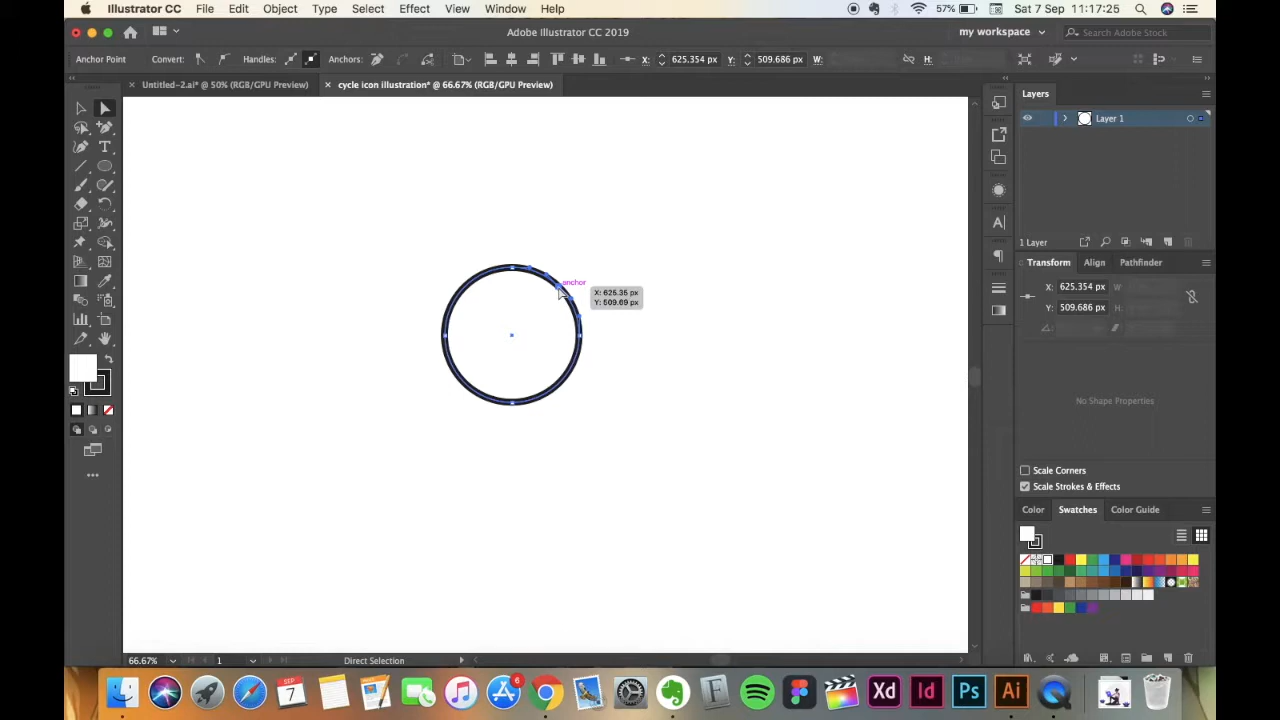 Illustrator CC File Edit Object Type Select Effect View Window Help 57% Sat 7 Sep 11:17:25
Adobe Illustrator CC 2019 my workspace Search Adobe Stock
Anchor Point Convert: Handles: Anchors: X: 625.354 px Y: 509.686 px W: H:
Untitled-2.ai* @ 50% (RGB/GPU Preview) cycle icon illustration* @ 66.67% (RGB/GPU Preview)
Layers
Layer 1
anchor
X: 625.35 px
Y: 509.69 px
1 Layer
Transform Align Pathfinder
X: 625.354 px W:
Y: 509.686 px H:
No Shape Properties
Scale Corners
Scale Strokes & Effects
Color Swatches Color Guide
66.67% 1 Direct Selection
SEP
7
6
Xd Id Ps Ai